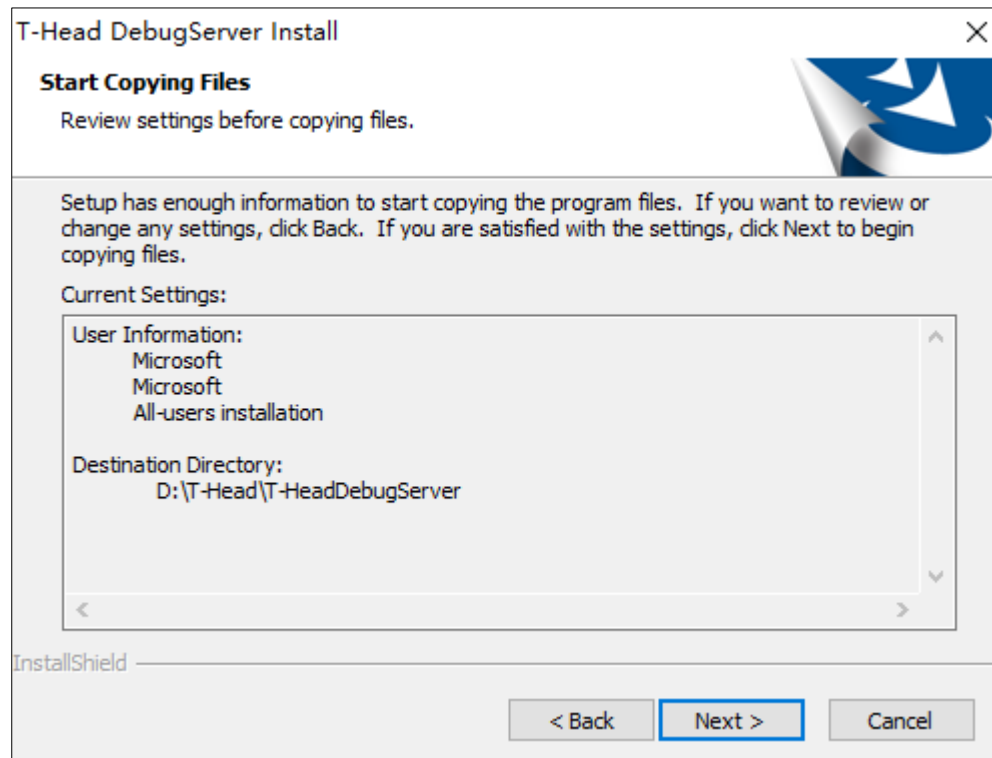 T-Head DebugServer Install
Start Copying Files
Review settings before copying files.
Setup has enough information to start copying the program files.  If you want to review or
change any settings, click Back.  If you are satisfied with the settings, click Next to begin
copying files.
Current Settings:
User Information:
Microsoft
Microsoft
All-users installation
Destination Directory:
D:\T-Head\T-HeadDebugServer
InstallShield
< Back
Next >
Cancel